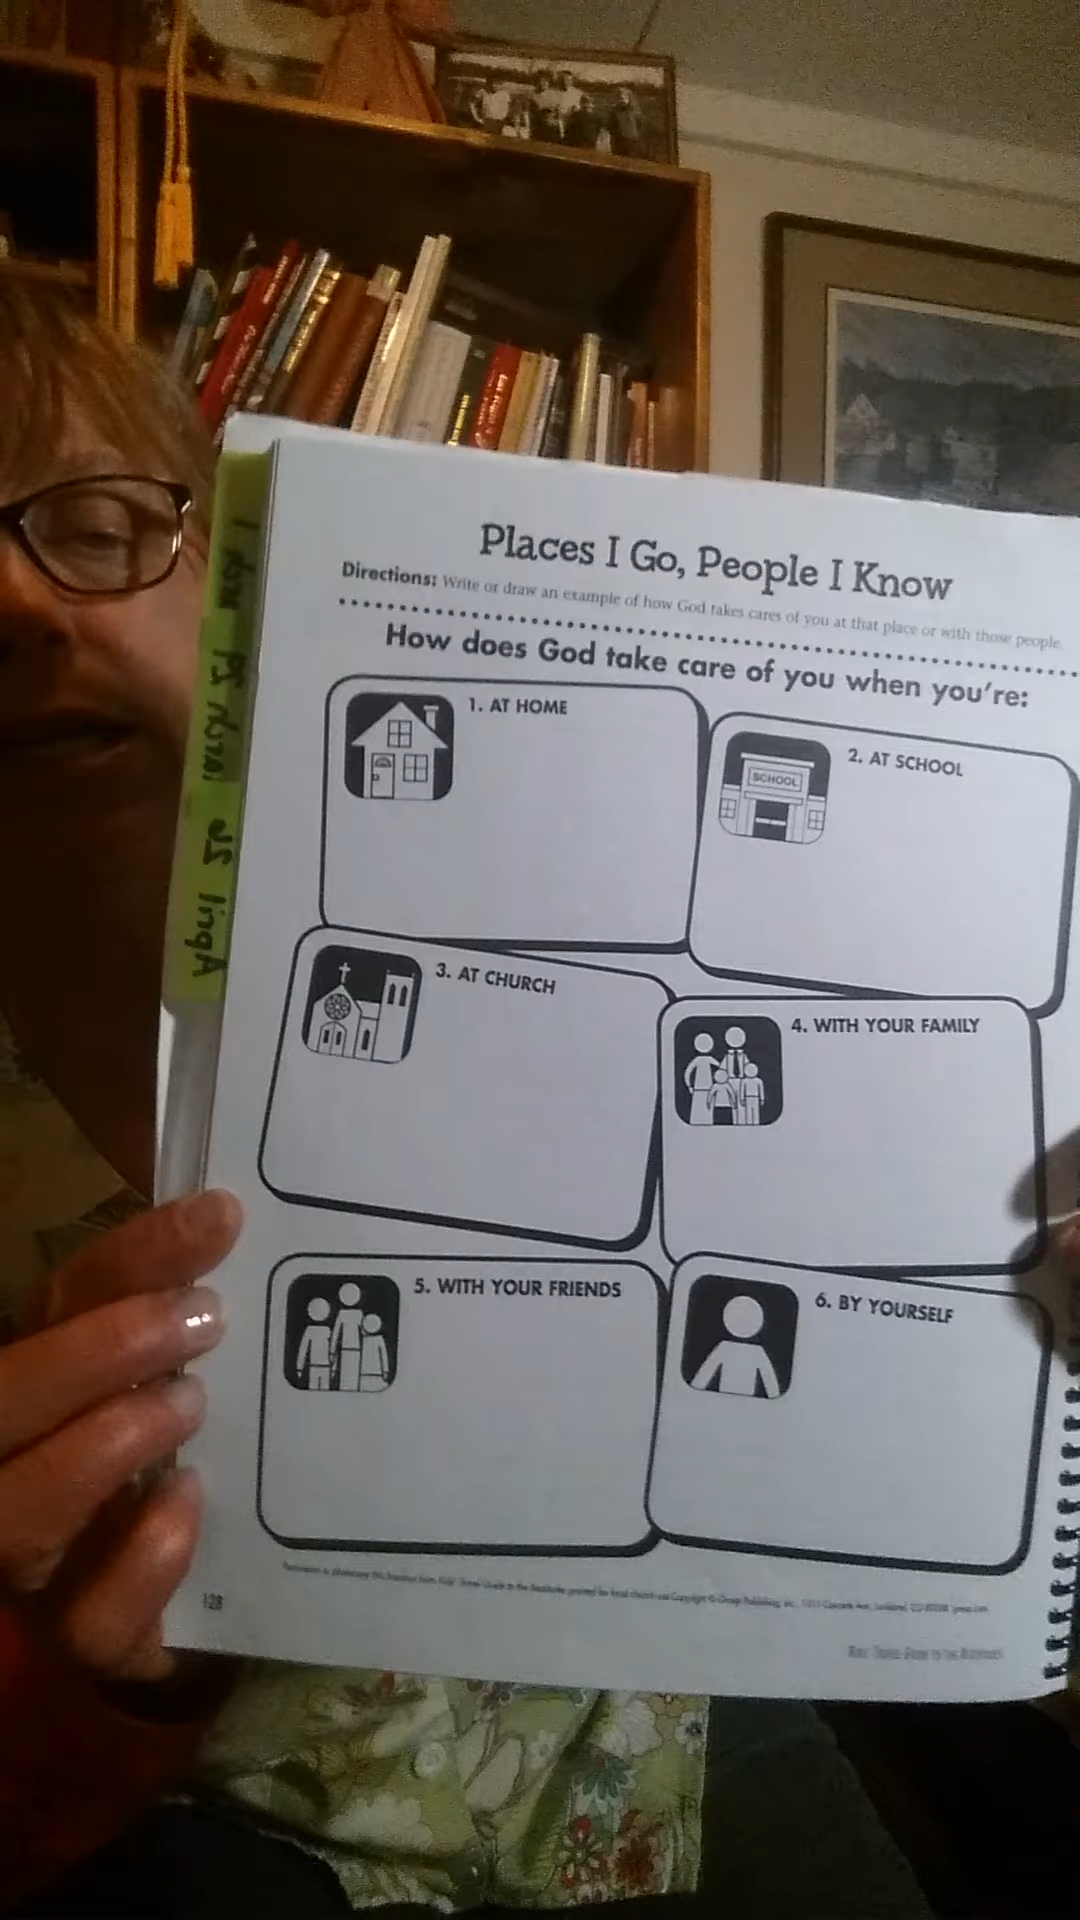 Places I Go, People I Know
Directions: Write or draw an example of how God takes cares of you at that place or with those people.
How does God take care of you when you're:
1. AT HOME
2. AT SCHOOL
SCHOOL
3. AT CHURCH
4. WITH YOUR FAMILY
5. WITH YOUR FRIENDS
6. BY YOURSELF
128
April 26